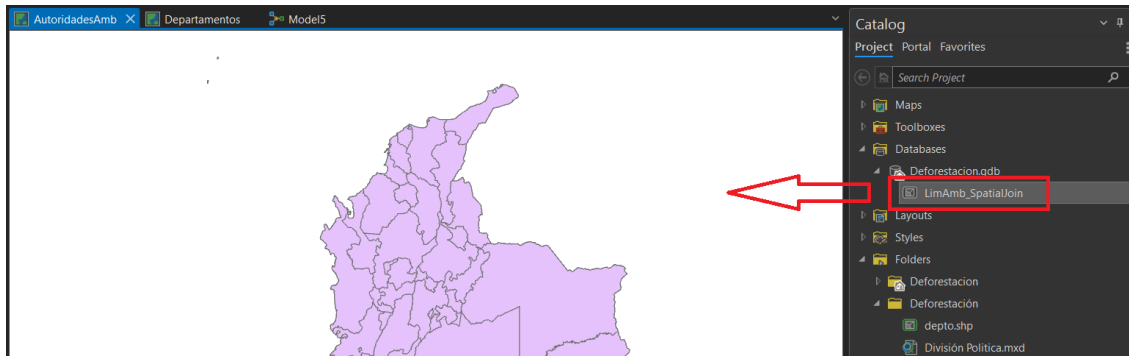 AutoridadesAmb
Departamentos
Model5
Catalog
Project Portal Favorites
Search Project
Maps
Toolboxes
Databases
Deforestacion.gdb
LimAmb_SpatialJoin
Layouts
Styles
Folders
Deforestacion
Deforestación
depto.shp
División Politica.mxd